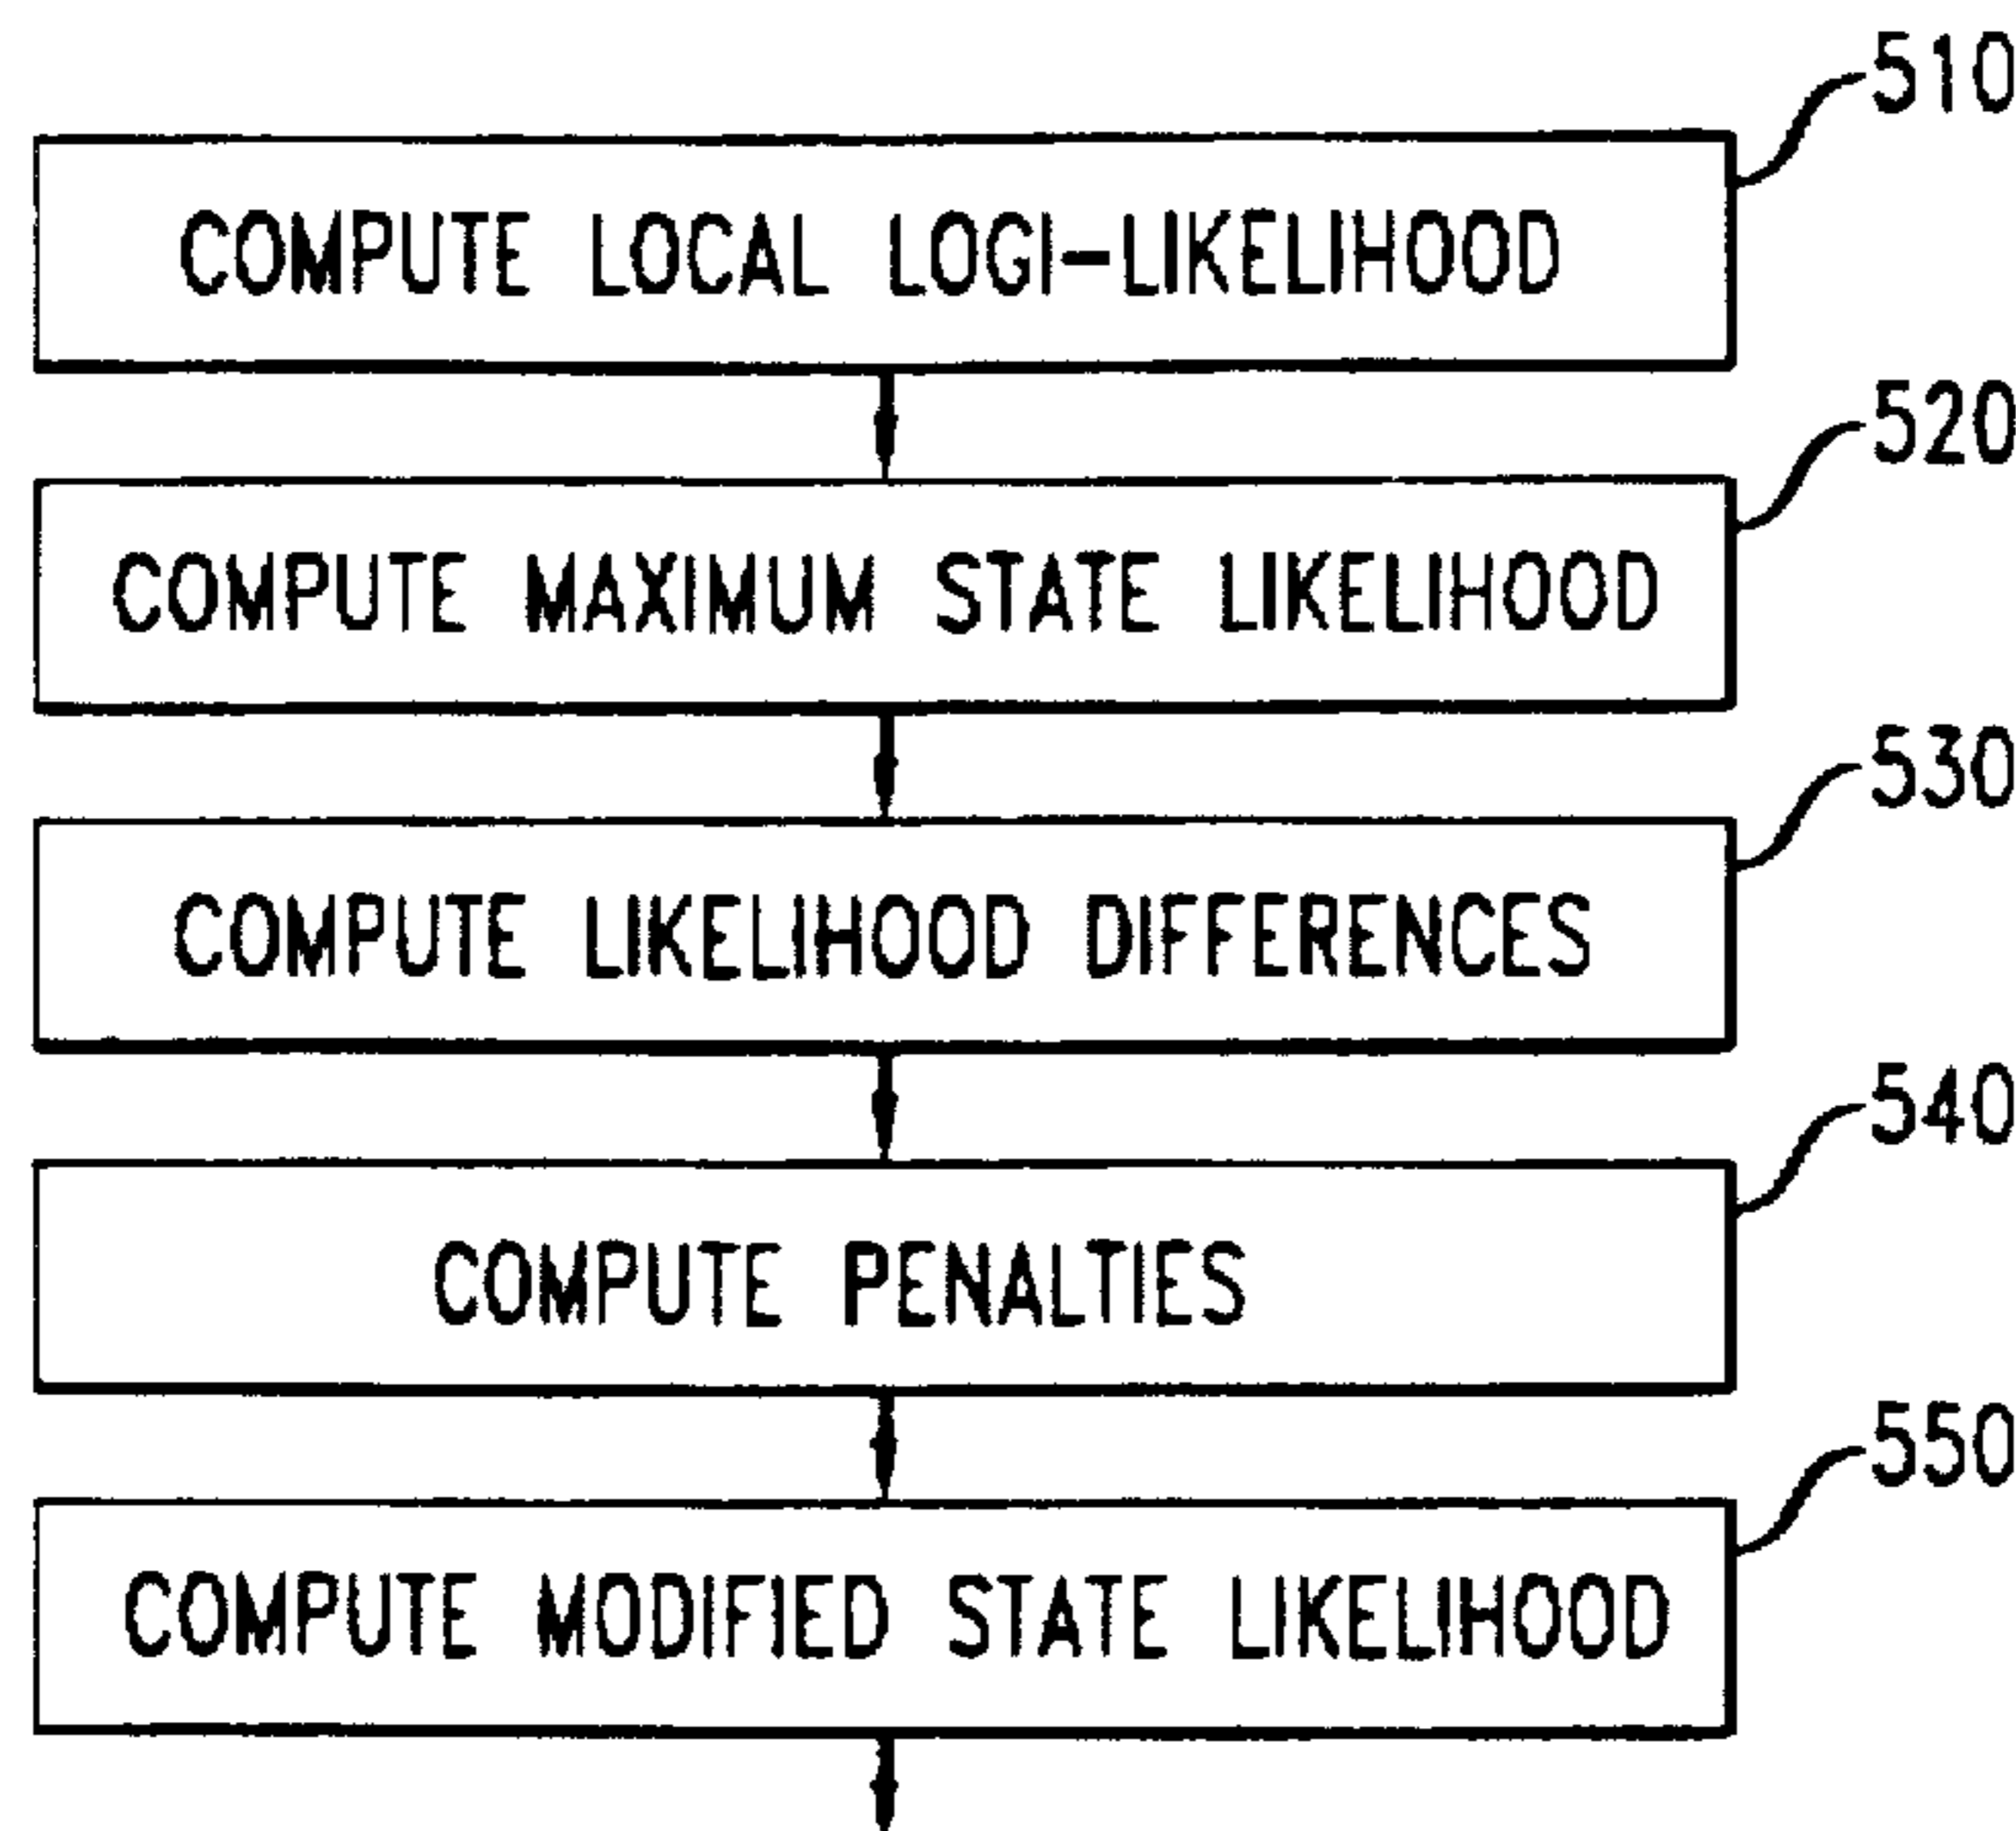 510
COMPUTE LOCAL LOGI-LIKELIHOOD
520
COMPUTE MAXIMUM STATE LIKELIHOOD
530
COMPUTE LIKELIHOOD DIFFERENCES
540
COMPUTE PENALTIES
550
COMPUTE MODIFIED STATE LIKELIHOOD